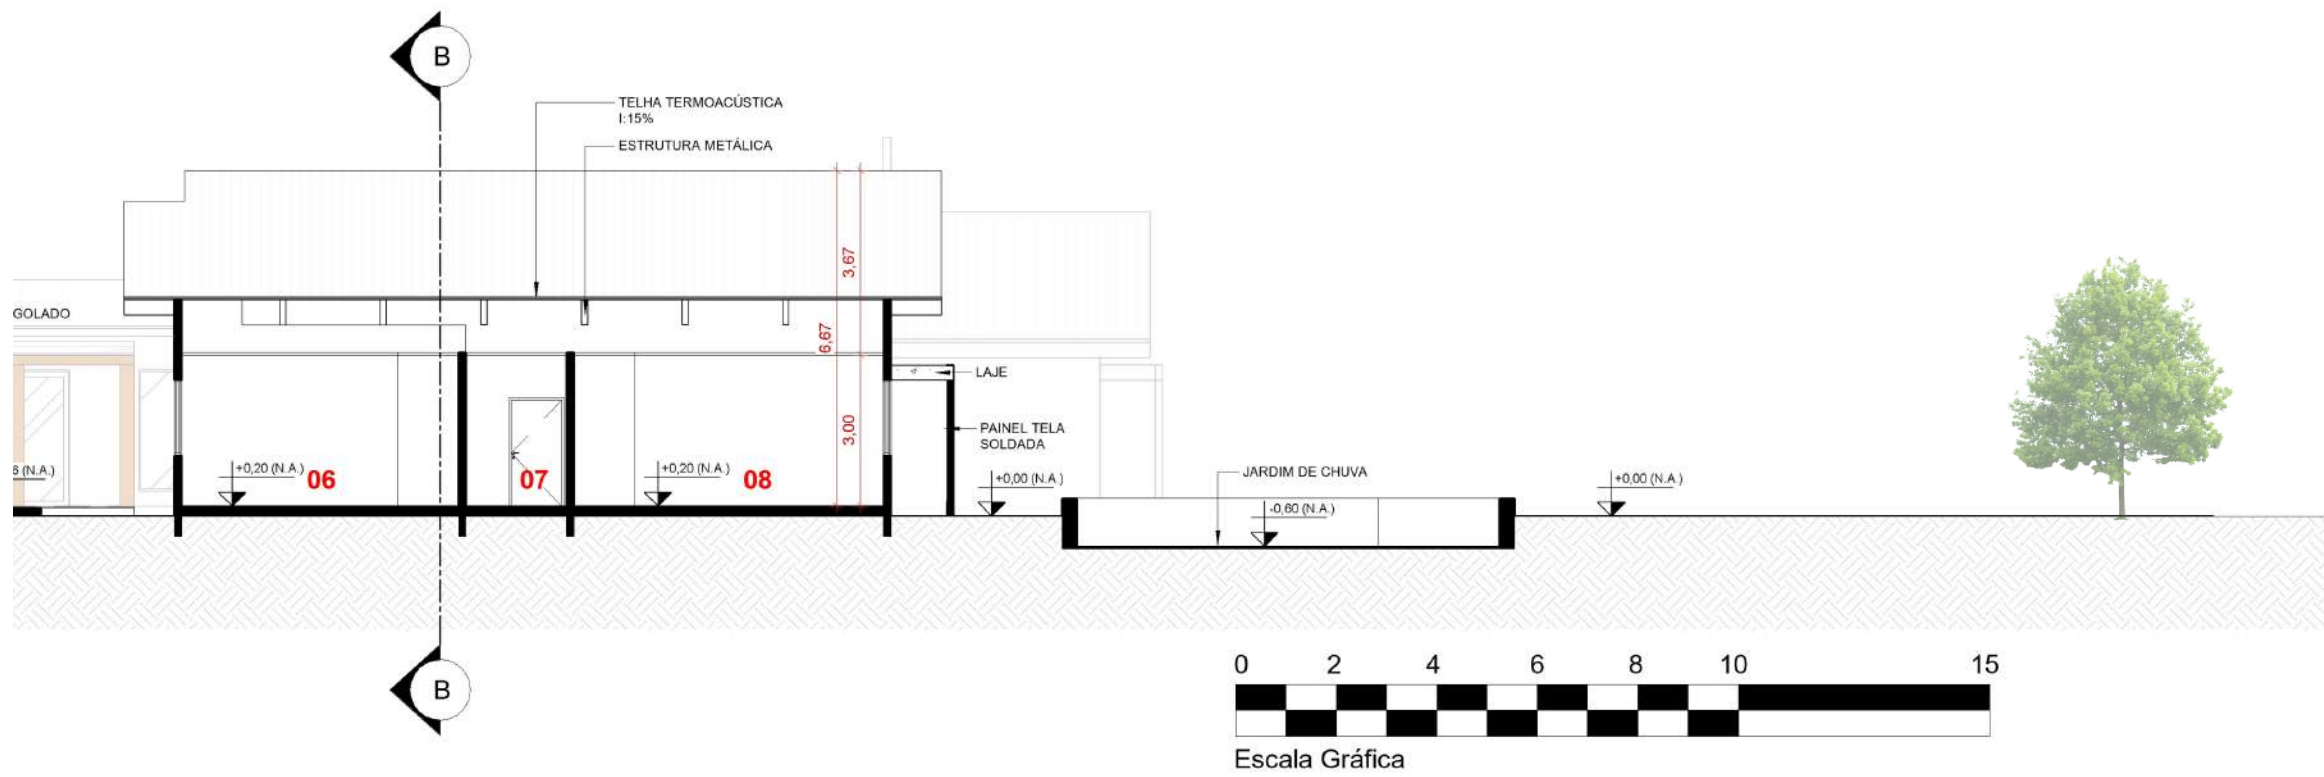 B
TELHA TERMOACÚSTICA
I:15%
ESTRUTURA METÁLICA
3,67
GOLADO
6,67
LAJE
3,00
PAINEL TELA
SOLDADA
6 (N.A.)
+0,20 (N.A.)
06
07
+0,20 (N.A.)
08
+0,00 (N.A.)
JARDIM DE CHUVA
-0,60 (N.A.)
+0,00 (N.A.)
B
0 2 4 6 8 10 15
Escala Gráfica